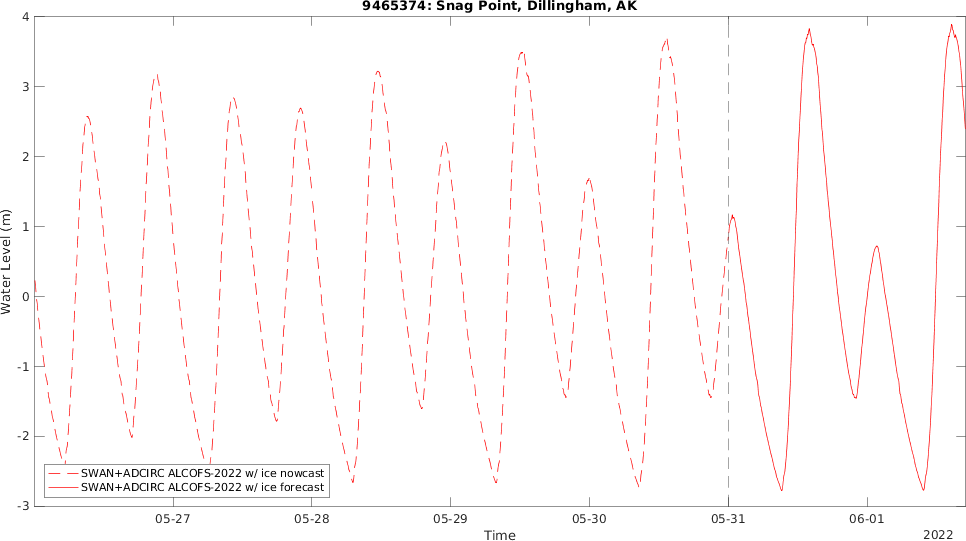 9465374: Snag Point, Dillingham, AK
4
3
2
1
0
-1
-2
-3
Water Level (m)
SWAN+ADCIRC ALCOFS-2022 w/ ice nowcast
SWAN+ADCIRC ALCOFS-2022 w/ ice forecast
05-27 05-28 05-29 05-30 05-31 06-01
Time
2022